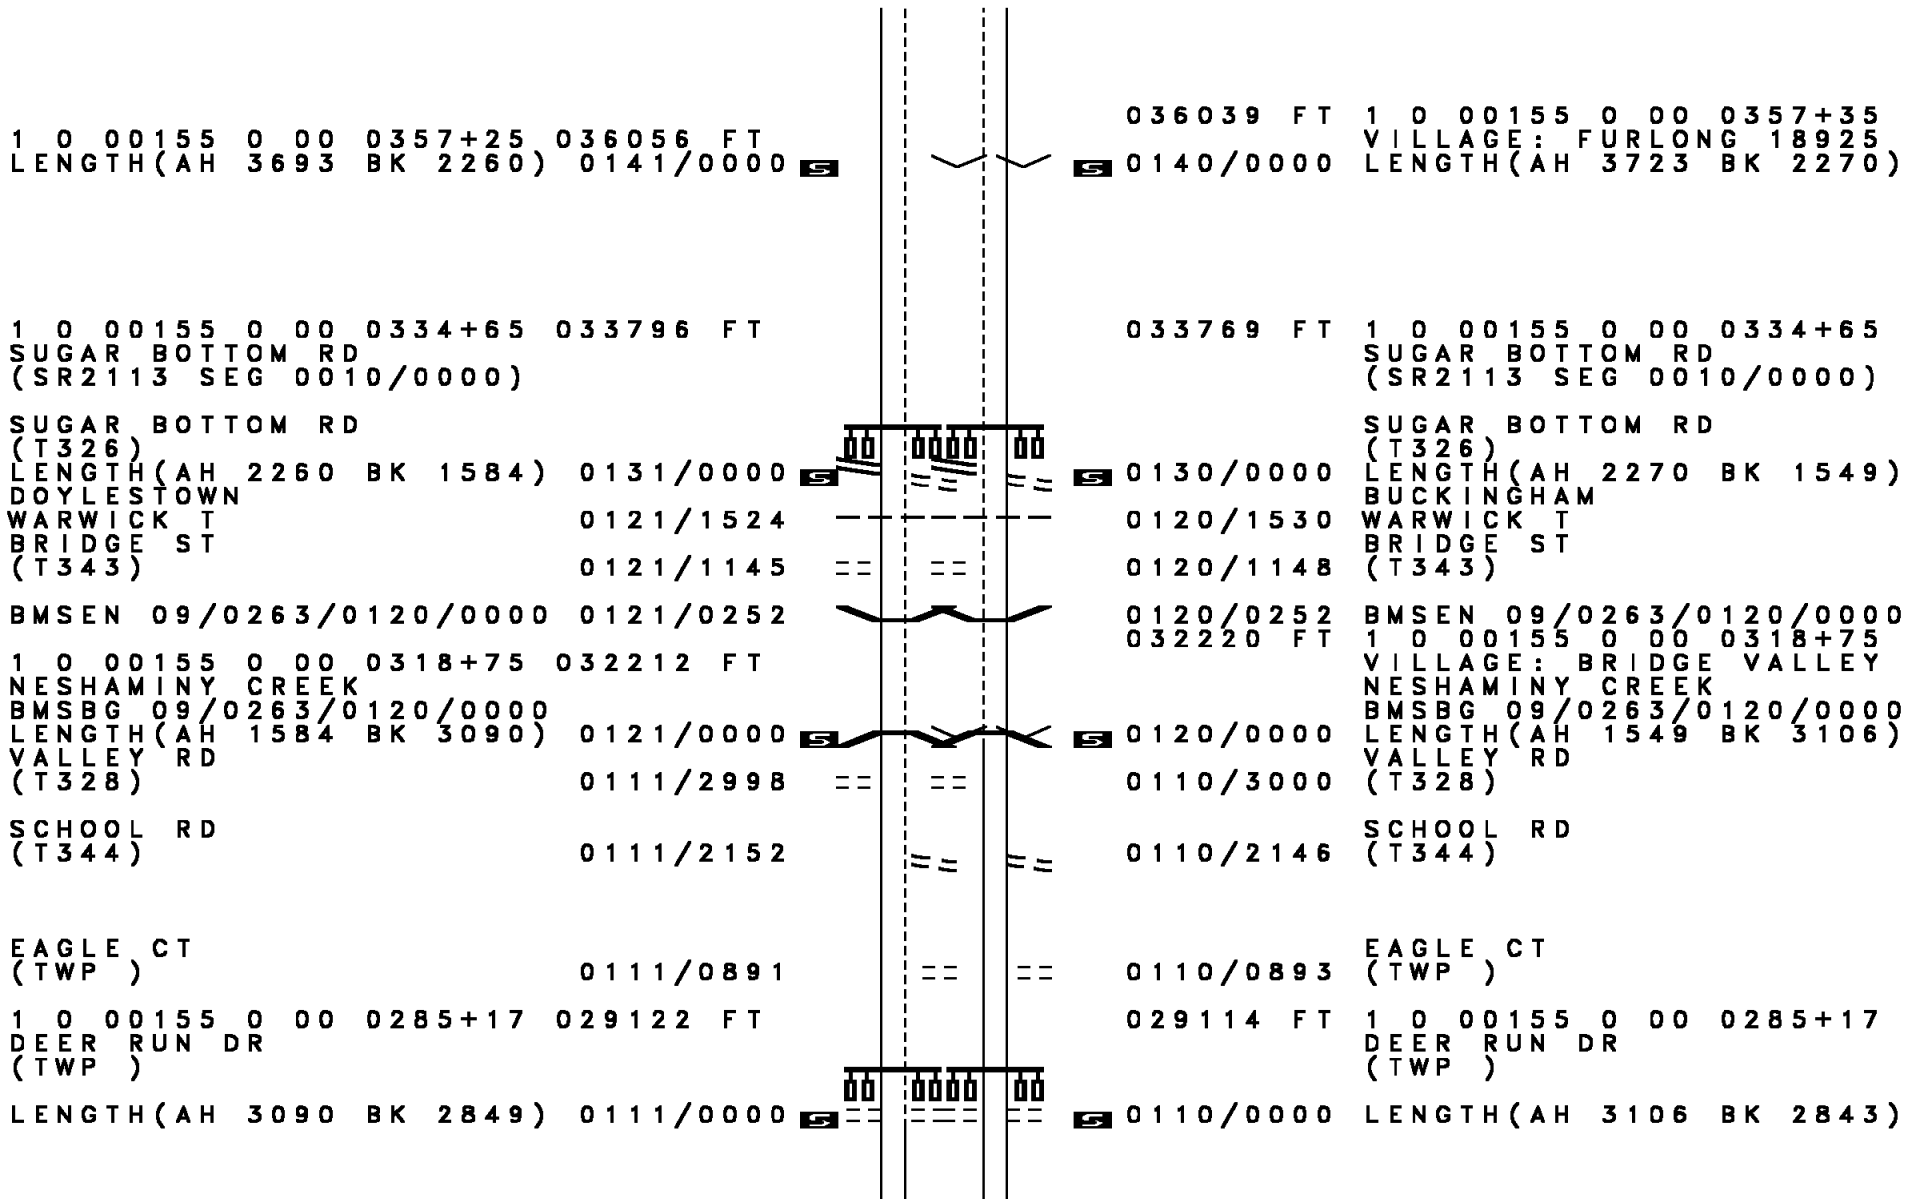 036039 FT 1 0 00155 0 00 0357+35
1 0 00155 0 00 0357+25 036056 FT VILLAGE: FURLONG 18925
LENGTH(AH 3693 BK 2260) 0141/0000 S S 0140/0000 LENGTH(AH 3723 BK 2270)
1 0 00155 0 00 0334+65 033796 FT 033769 FT 1 0 00155 0 00 0334+65
SUGAR BOTTOM RD SUGAR BOTTOM RD
(SR2113 SEG 0010/0000) (SR2113 SEG 0010/0000)
SUGAR BOTTOM RD SUGAR BOTTOM RD
(T326) (T326)
LENGTH(AH 2260 BK 1584) 0131/0000 S S 0130/0000 LENGTH(AH 2270 BK 1549)
DOYLESTOWN BUCKINGHAM
WARWICK T 0121/1524 0120/1530 WARWICK T
BRIDGE ST BRIDGE ST
(T343) 0121/1145 0120/1148 (T343)
BMSEN 09/0263/0120/0000 0121/0252 0120/0252 BMSEN 09/0263/0120/0000
032220 FT 1 0 00155 0 00 0318+75
1 0 00155 0 00 0318+75 032212 FT VILLAGE: BRIDGE VALLEY
NESHAMINY CREEK NESHAMINY CREEK
BMSBG 09/0263/0120/0000 BMSBG 09/0263/0120/0000
LENGTH(AH 1584 BK 3090) 0121/0000 S S 0120/0000 LENGTH(AH 1549 BK 3106)
VALLEY RD VALLEY RD
(T328) 0111/2998 0110/3000 (T328)
SCHOOL RD SCHOOL RD
(T344) 0111/2152 0110/2146 (T344)
EAGLE CT EAGLE CT
(TWP ) 0111/0891 0110/0893 (TWP )
1 0 00155 0 00 0285+17 029122 FT 029114 FT 1 0 00155 0 00 0285+17
DEER RUN DR DEER RUN DR
(TWP ) (TWP )
LENGTH(AH 3090 BK 2849) 0111/0000 S S 0110/0000 LENGTH(AH 3106 BK 2843)